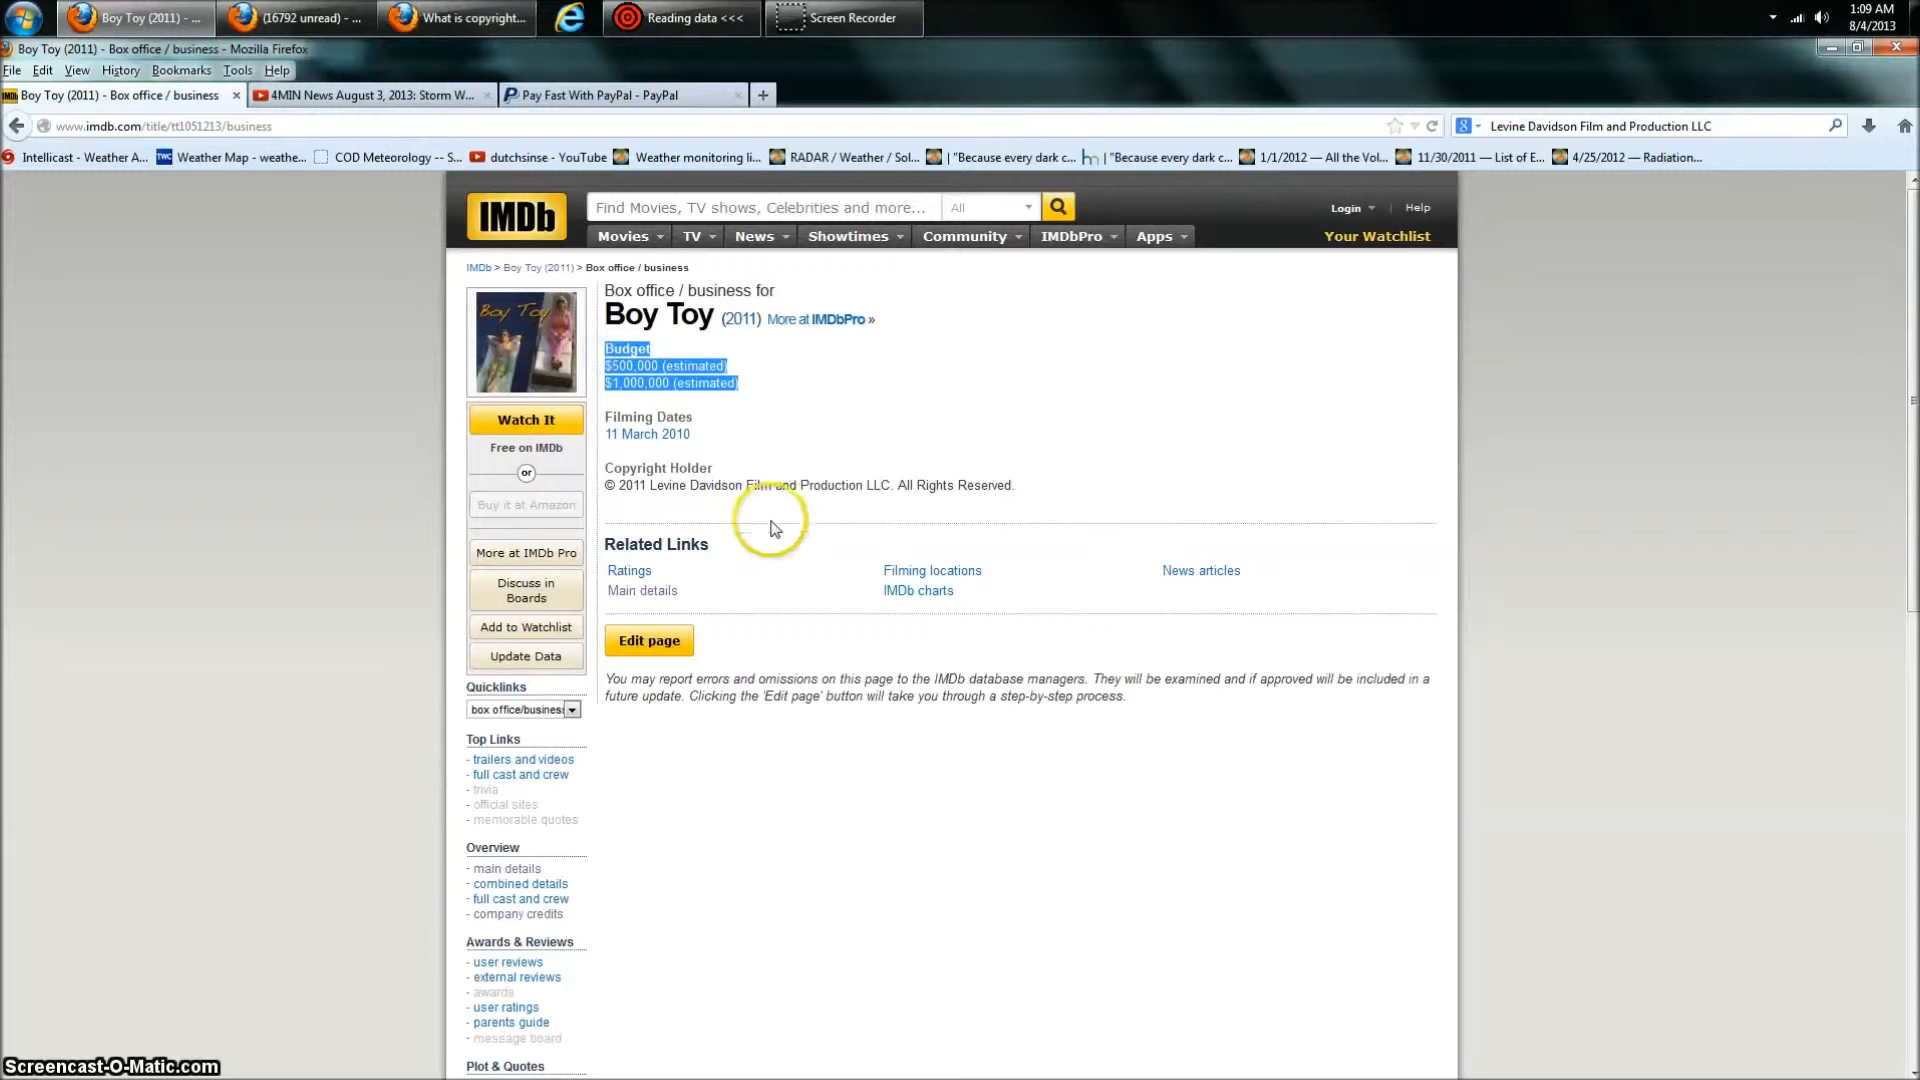 Boy Toy (2011) - ...
(16792 unread) - ...
What is copyright...
Reading data <<<
Screen Recorder
1:09 AM
8/4/2013
Boy Toy (2011) - Box office / business - Mozilla Firefox
File Edit View History Bookmarks Tools Help
IMDb Boy Toy (2011) - Box office / business
4MIN News August 3, 2013: Storm W...
Pay Fast With PayPal - PayPal
www.imdb.com/title/tt1051213/business
Levine Davidson Film and Production LLC
Intellicast - Weather A...
TWC Weather Map - weathe...
COD Meteorology -- S...
dutchsinse - YouTube
Weather monitoring li...
RADAR / Weather / Sol...
| "Because every dark c...
| "Because every dark c...
1/1/2012 — All the Vol...
11/30/2011 — List of E...
4/25/2012 — Radiation...
IMDb
Find Movies, TV shows, Celebrities and more...
All
Login | Help
Movies TV News Showtimes Community IMDbPro Apps
Your Watchlist
IMDb > Boy Toy (2011) > Box office / business
Boy Toy
Box office / business for
Boy Toy (2011) More at IMDbPro »
Budget
$500,000 (estimated)
$1,000,000 (estimated)
Filming Dates
11 March 2010
Copyright Holder
© 2011 Levine Davidson Film and Production LLC. All Rights Reserved.
Related Links
Ratings Filming locations News articles
Main details IMDb charts
Edit page
You may report errors and omissions on this page to the IMDb database managers. They will be examined and if approved will be included in a
future update. Clicking the 'Edit page' button will take you through a step-by-step process.
Watch It
Free on IMDb
or
Buy it at Amazon
More at IMDb Pro
Discuss in
Boards
Add to Watchlist
Update Data
Quicklinks
box office/business
Top Links
- trailers and videos
- full cast and crew
- trivia
- official sites
- memorable quotes
Overview
- main details
- combined details
- full cast and crew
- company credits
Awards & Reviews
- user reviews
- external reviews
- awards
- user ratings
- parents guide
- message board
Plot & Quotes
Screencast-O-Matic.com